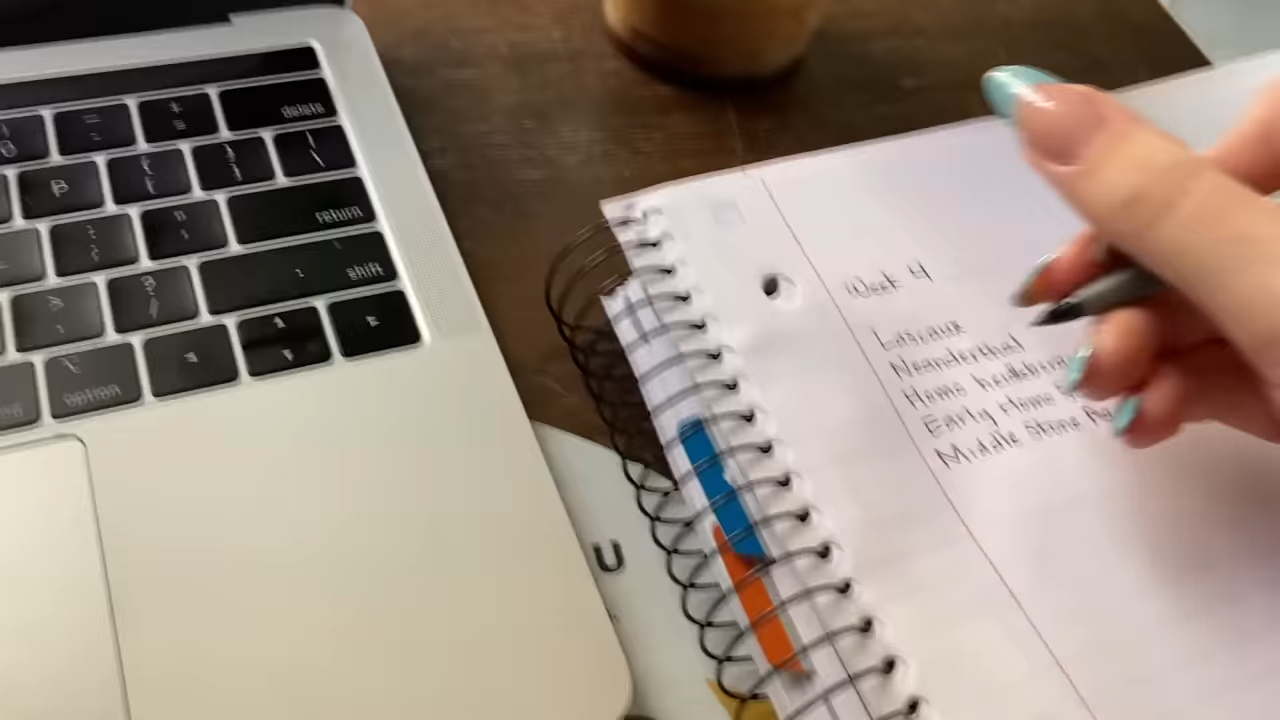 delete
return
shift
option
P
U
Week 4
Lascaux
Neanderthal
Homo
Early Homo
Middle Stone